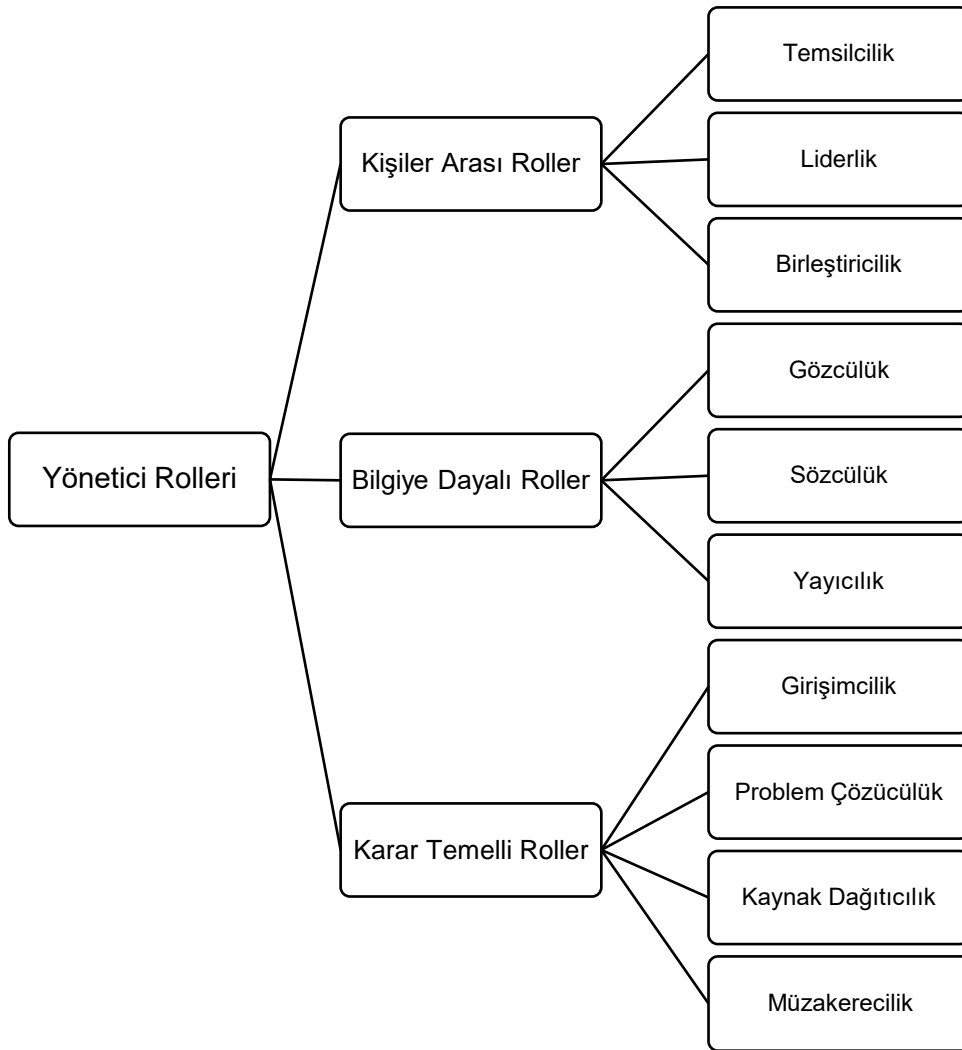 Yönetici Rolleri
Kişiler Arası Roller
Temsilcilik
Liderlik
Birleştiricilik
Bilgiye Dayalı Roller
Gözcülük
Sözcülük
Yayıcılık
Karar Temelli Roller
Girişimcilik
Problem Çözücülük
Kaynak Dağıtıcılık
Müzakerecilik